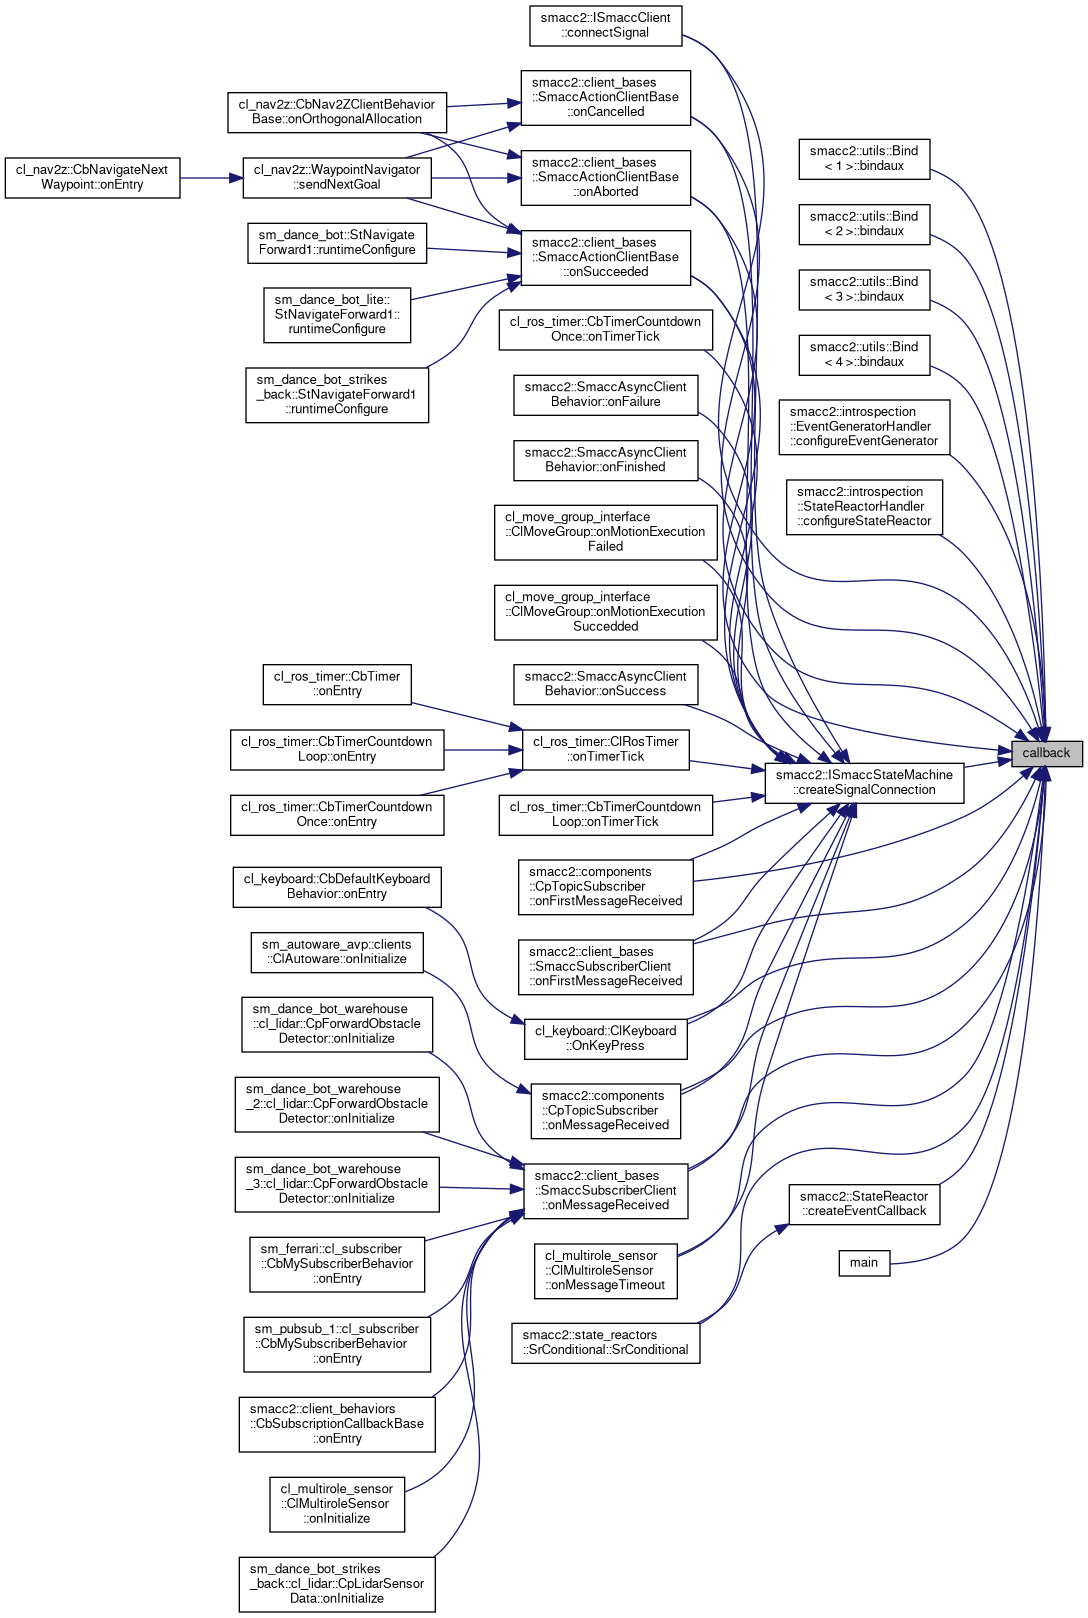 smacc2::ISmaccClient
::connectSignal
smacc2::client_bases
::SmaccActionClientBase
::onCancelled
cl_nav2z::CbNav2ZClientBehavior
Base::onOrthogonalAllocation
smacc2::utils::Bind
< 1 >::bindaux
smacc2::client_bases
::SmaccActionClientBase
::onAborted
cl_nav2z::CbNavigateNext
Waypoint::onEntry
cl_nav2z::WaypointNavigator
::sendNextGoal
smacc2::utils::Bind
< 2 >::bindaux
sm_dance_bot::StNavigate
Forward1::runtimeConfigure
smacc2::client_bases
::SmaccActionClientBase
::onSucceeded
smacc2::utils::Bind
< 3 >::bindaux
sm_dance_bot_lite::
StNavigateForward1::
runtimeConfigure
cl_ros_timer::CbTimerCountdown
Once::onTimerTick
smacc2::utils::Bind
< 4 >::bindaux
sm_dance_bot_strikes
_back::StNavigateForward1
::runtimeConfigure
smacc2::SmaccAsyncClient
Behavior::onFailure
smacc2::introspection
::EventGeneratorHandler
::configureEventGenerator
smacc2::SmaccAsyncClient
Behavior::onFinished
smacc2::introspection
::StateReactorHandler
::configureStateReactor
cl_move_group_interface
::ClMoveGroup::onMotionExecution
Failed
cl_move_group_interface
::ClMoveGroup::onMotionExecution
Succedded
cl_ros_timer::CbTimer
::onEntry
smacc2::SmaccAsyncClient
Behavior::onSuccess
cl_ros_timer::CbTimerCountdown
Loop::onEntry
cl_ros_timer::ClRosTimer
::onTimerTick
callback
smacc2::ISmaccStateMachine
::createSignalConnection
cl_ros_timer::CbTimerCountdown
Once::onEntry
cl_ros_timer::CbTimerCountdown
Loop::onTimerTick
cl_keyboard::CbDefaultKeyboard
Behavior::onEntry
smacc2::components
::CpTopicSubscriber
::onFirstMessageReceived
sm_autoware_avp::clients
::ClAutoware::onInitialize
smacc2::client_bases
::SmaccSubscriberClient
::onFirstMessageReceived
sm_dance_bot_warehouse
::cl_lidar::CpForwardObstacle
Detector::onInitialize
cl_keyboard::ClKeyboard
::OnKeyPress
sm_dance_bot_warehouse
_2::cl_lidar::CpForwardObstacle
Detector::onInitialize
smacc2::components
::CpTopicSubscriber
::onMessageReceived
sm_dance_bot_warehouse
_3::cl_lidar::CpForwardObstacle
Detector::onInitialize
smacc2::client_bases
::SmaccSubscriberClient
::onMessageReceived
smacc2::StateReactor
::createEventCallback
sm_ferrari::cl_subscriber
::CbMySubscriberBehavior
::onEntry
cl_multirole_sensor
::ClMultiroleSensor
::onMessageTimeout
main
sm_pubsub_1::cl_subscriber
::CbMySubscriberBehavior
::onEntry
smacc2::state_reactors
::SrConditional::SrConditional
smacc2::client_behaviors
::CbSubscriptionCallbackBase
::onEntry
cl_multirole_sensor
::ClMultiroleSensor
::onInitialize
sm_dance_bot_strikes
_back::cl_lidar::CpLidarSensor
Data::onInitialize